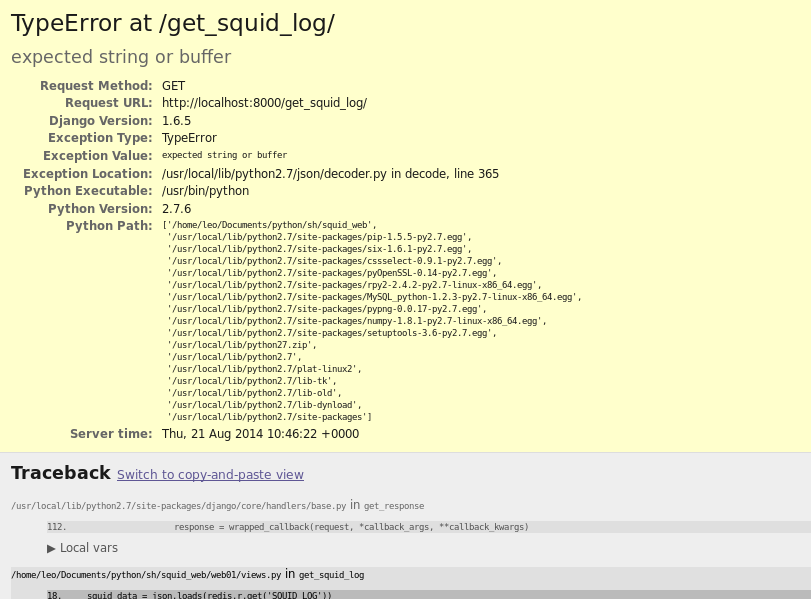 TypeError at /get_squid_log/
expected string or buffer
Request Method: GET
Request URL: http://localhost:8000/get_squid_log/
Django Version: 1.6.5
Exception Type: TypeError
Exception Value: expected string or buffer
Exception Location: /usr/local/lib/python2.7/json/decoder.py in decode, line 365
Python Executable: /usr/bin/python
Python Version: 2.7.6
Python Path: ['/home/leo/Documents/python/sh/squid_web',
'/usr/local/lib/python2.7/site-packages/pip-1.5.5-py2.7.egg',
'/usr/local/lib/python2.7/site-packages/six-1.6.1-py2.7.egg',
'/usr/local/lib/python2.7/site-packages/cssselect-0.9.1-py2.7.egg',
'/usr/local/lib/python2.7/site-packages/pyOpenSSL-0.14-py2.7.egg',
'/usr/local/lib/python2.7/site-packages/rpy2-2.4.2-py2.7-linux-x86_64.egg',
'/usr/local/lib/python2.7/site-packages/MySQL_python-1.2.3-py2.7-linux-x86_64.egg',
'/usr/local/lib/python2.7/site-packages/pypng-0.0.17-py2.7.egg',
'/usr/local/lib/python2.7/site-packages/numpy-1.8.1-py2.7-linux-x86_64.egg',
'/usr/local/lib/python2.7/site-packages/setuptools-3.6-py2.7.egg',
'/usr/local/lib/python27.zip',
'/usr/local/lib/python2.7',
'/usr/local/lib/python2.7/plat-linux2',
'/usr/local/lib/python2.7/lib-tk',
'/usr/local/lib/python2.7/lib-old',
'/usr/local/lib/python2.7/lib-dynload',
'/usr/local/lib/python2.7/site-packages']
Server time: Thu, 21 Aug 2014 10:46:22 +0000
Traceback Switch to copy-and-paste view
/usr/local/lib/python2.7/site-packages/django/core/handlers/base.py in get_response
112. response = wrapped_callback(request, *callback_args, **callback_kwargs)
▶ Local vars
/home/leo/Documents/python/sh/squid_web/web01/views.py in get_squid_log
18. squid_data = json.loads(redis.r.get('SQUID_LOG'))